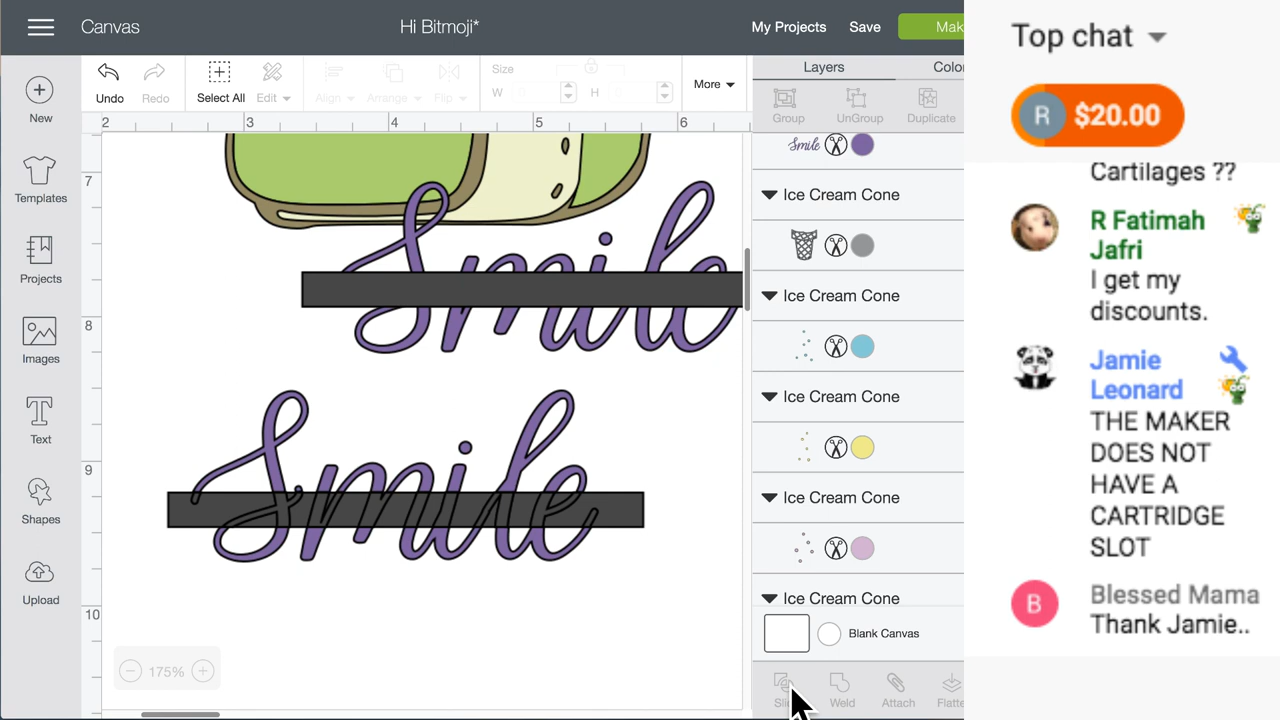 Canvas
Hi Bitmoji*
My Projects
Save
Mak
New
Templates
Projects
Images
Text
Shapes
Upload
Undo
Redo
Select All
Edit
Align
Arrange
Flip
Size
W 0
H 0
More
2 3 4 5 6
7
8
9
10
Smile
Smile
175%
Layers
Color
Group
UnGroup
Duplicate
Smile
Ice Cream Cone
Ice Cream Cone
Ice Cream Cone
Ice Cream Cone
Ice Cream Cone
Blank Canvas
Weld
Attach
Flatte
Top chat
R $20.00
Cartilages ??
R Fatimah
Jafri
I get my
discounts.
Jamie
Leonard
THE MAKER
DOES NOT
HAVE A
CARTRIDGE
SLOT
B
Blessed Mama
Thank Jamie..